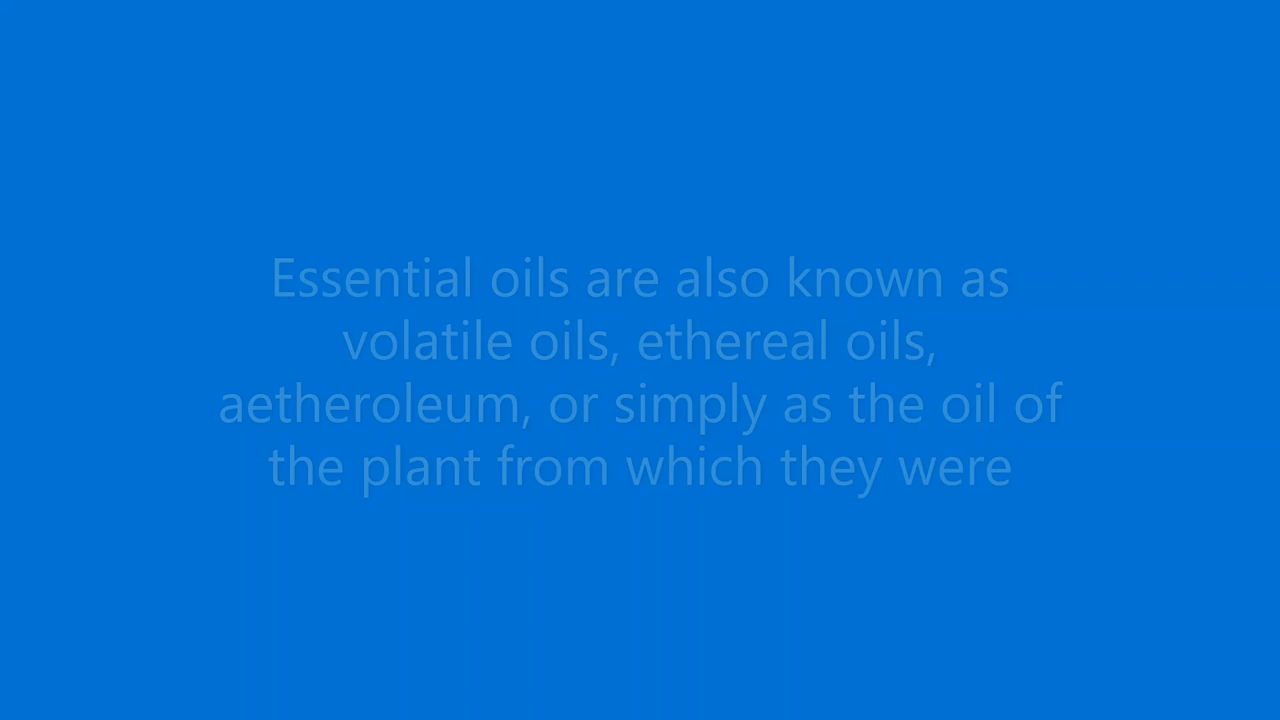 Essential oils are also known as
volatile oils, ethereal oils,
aetheroleum, or simply as the oil of
the plant from which they were